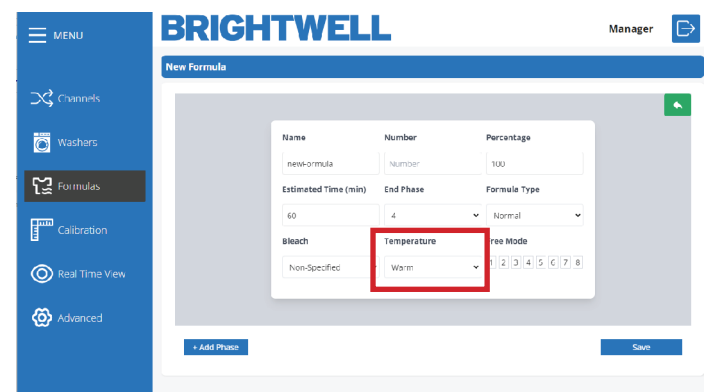 MENU
BRIGHTWELL
Manager
New Formula
Channels
Washers
Formulas
Calibration
Real Time View
Advanced
Name Number Percentage
newFormula Number 100
Estimated Time (min) End Phase Formula Type
60 4 Normal
Bleach Temperature Free Mode
Non-Specified Warm 1 2 3 4 5 6 7 8
+ Add Phase Save